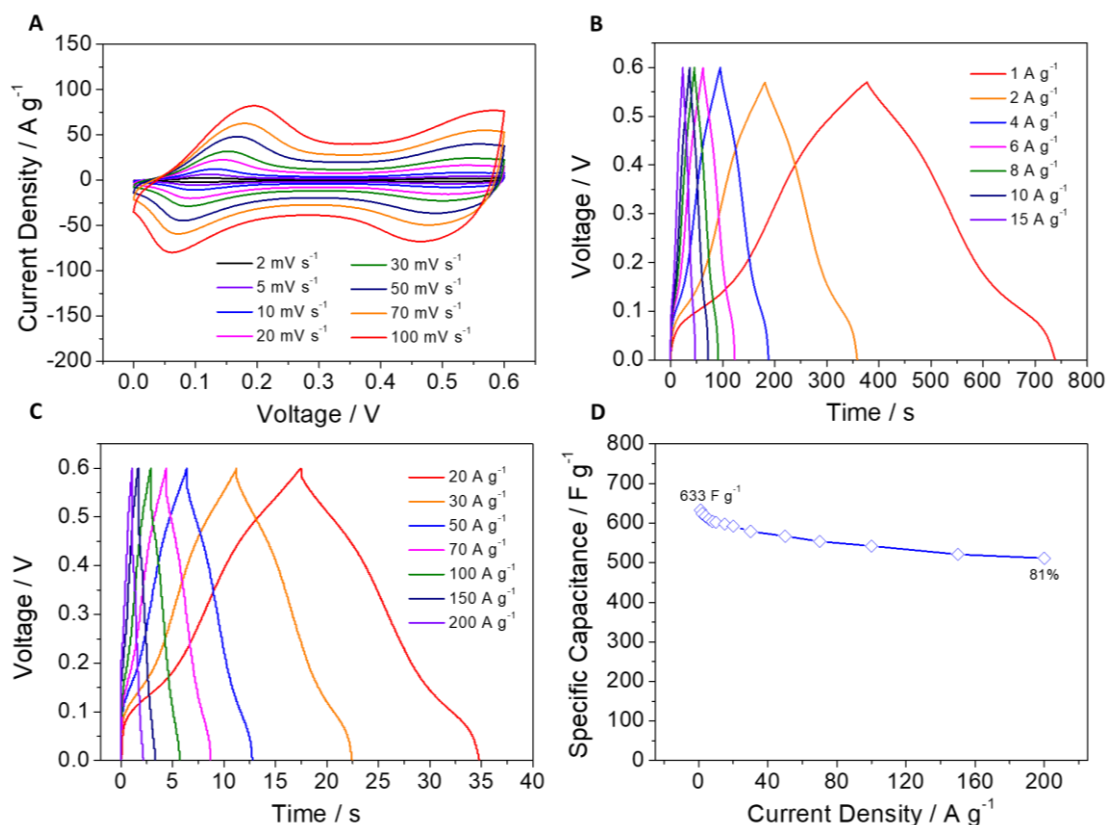 A
150
100
50
0
-50
-100
-150
-200
Current Density / A g⁻¹
2 mV s⁻¹
5 mV s⁻¹
10 mV s⁻¹
20 mV s⁻¹
30 mV s⁻¹
50 mV s⁻¹
70 mV s⁻¹
100 mV s⁻¹
0.0 0.1 0.2 0.3 0.4 0.5 0.6
Voltage / V
B
0.6
0.5
0.4
0.3
0.2
0.1
0.0
Voltage / V
1 A g⁻¹
2 A g⁻¹
4 A g⁻¹
6 A g⁻¹
8 A g⁻¹
10 A g⁻¹
15 A g⁻¹
0 100 200 300 400 500 600 700 800
Time / s
C
0.6
0.5
0.4
0.3
0.2
0.1
0.0
Voltage / V
20 A g⁻¹
30 A g⁻¹
50 A g⁻¹
70 A g⁻¹
100 A g⁻¹
150 A g⁻¹
200 A g⁻¹
0 5 10 15 20 25 30 35 40
Time / s
D
800
700
600
500
400
300
200
100
0
Specific Capacitance / F g⁻¹
633 F g⁻¹
81%
0 40 80 120 160 200
Current Density / A g⁻¹